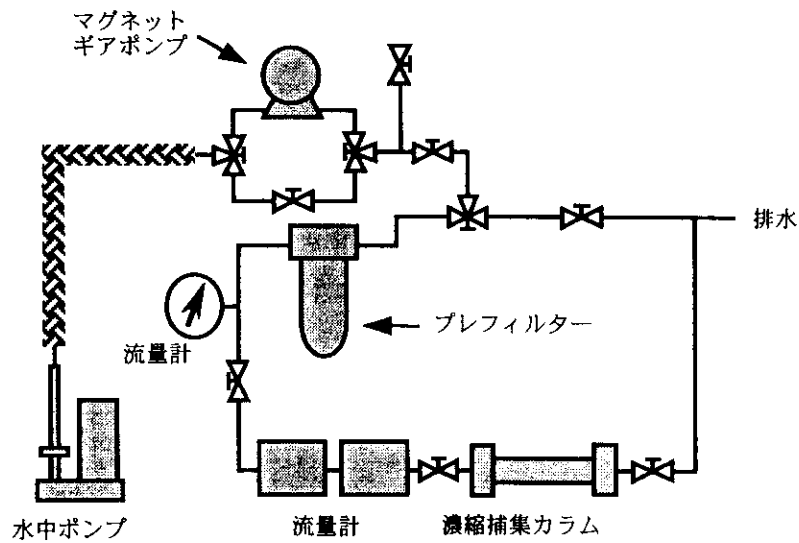 マグネット
ギアポンプ
排水
プレフィルター
流量計
水中ポンプ
流量計
濃縮捕集カラム